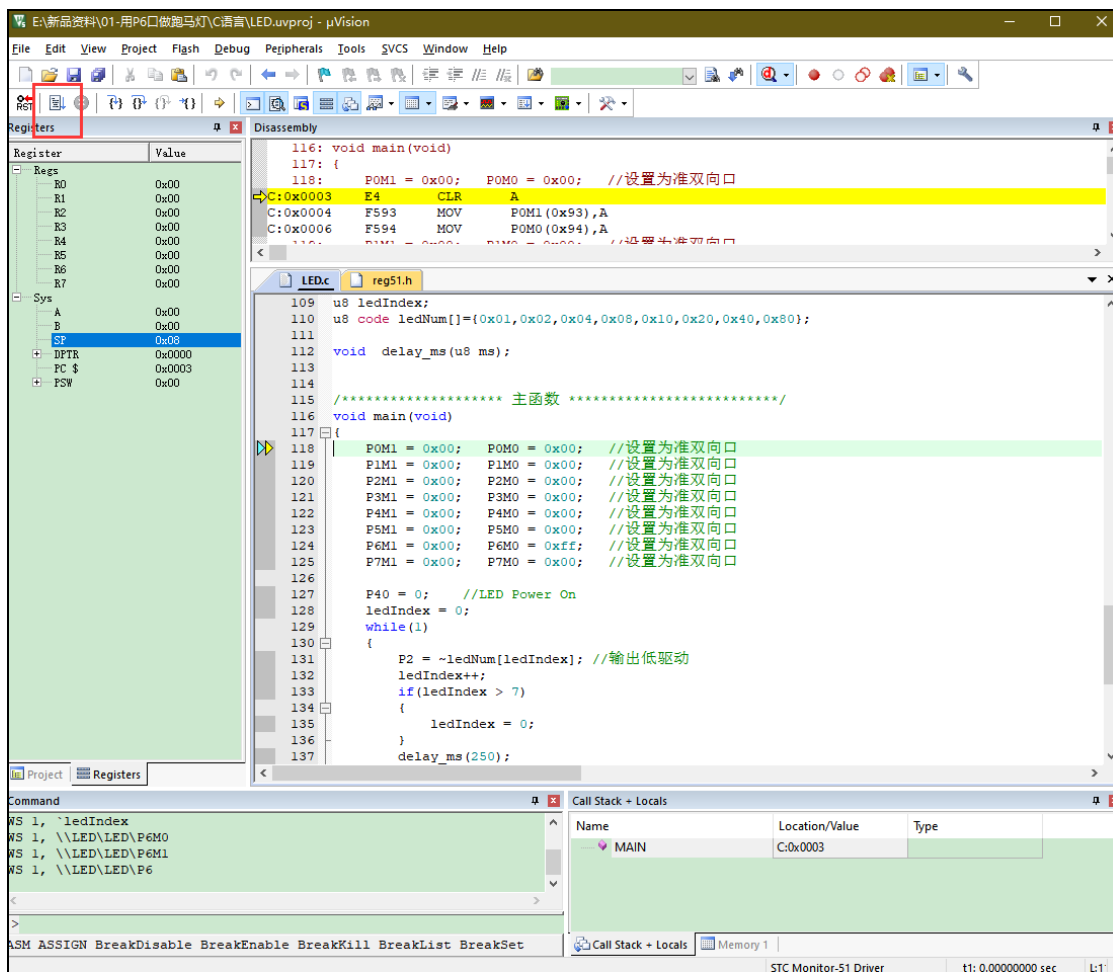 E:\新品资料\01-用P6口做跑马灯\C语言\LED.uvproj - µVision
File Edit View Project Flash Debug Peripherals Tools SVCS Window Help
RST
Registers
Register Value
Regs
R0 0x00
R1 0x00
R2 0x00
R3 0x00
R4 0x00
R5 0x00
R6 0x00
R7 0x00
Sys
A 0x00
B 0x00
SP 0x08
DPTR 0x0000
PC $ 0x0003
PSW 0x00
Project Registers
Disassembly
116: void main(void)
117: {
118: P0M1 = 0x00; P0M0 = 0x00; //设置为准双向口
C:0x0003 E4 CLR A
C:0x0004 F593 MOV P0M1(0x93),A
C:0x0006 F594 MOV P0M0(0x94),A
119: P1M1 = 0x00; P1M0 = 0x00; //设置为准双向口
LED.c reg51.h
109 u8 ledIndex;
110 u8 code ledNum[]={0x01,0x02,0x04,0x08,0x10,0x20,0x40,0x80};
111
112 void delay_ms(u8 ms);
113
114
115 /******************** 主函数 **************************/
116 void main(void)
117 {
118 P0M1 = 0x00; P0M0 = 0x00; //设置为准双向口
119 P1M1 = 0x00; P1M0 = 0x00; //设置为准双向口
120 P2M1 = 0x00; P2M0 = 0x00; //设置为准双向口
121 P3M1 = 0x00; P3M0 = 0x00; //设置为准双向口
122 P4M1 = 0x00; P4M0 = 0x00; //设置为准双向口
123 P5M1 = 0x00; P5M0 = 0x00; //设置为准双向口
124 P6M1 = 0x00; P6M0 = 0xff; //设置为准双向口
125 P7M1 = 0x00; P7M0 = 0x00; //设置为准双向口
126
127 P40 = 0; //LED Power On
128 ledIndex = 0;
129 while(1)
130 {
131 P2 = ~ledNum[ledIndex]; //输出低驱动
132 ledIndex++;
133 if(ledIndex > 7)
134 {
135 ledIndex = 0;
136 }
137 delay_ms(250);
Command
WS 1, `ledIndex
WS 1, \\LED\LED\P6M0
WS 1, \\LED\LED\P6M1
WS 1, \\LED\LED\P6
>
ASM ASSIGN BreakDisable BreakEnable BreakKill BreakList BreakSet
Call Stack + Locals
Name Location/Value Type
MAIN C:0x0003
Call Stack + Locals Memory 1
STC Monitor-51 Driver t1: 0.00000000 sec L:1